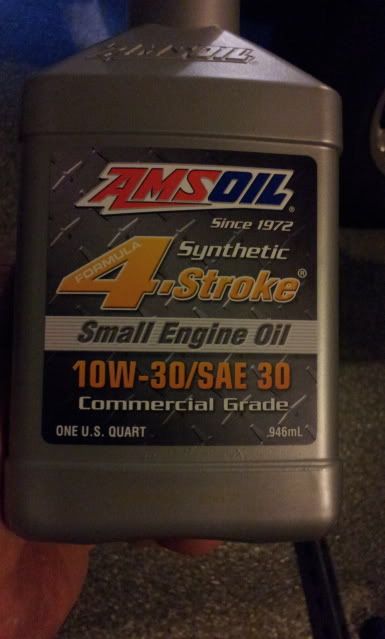 AMSOIL
AMSOIL®
Since 1972
Synthetic
FORMULA
4-Stroke®
Small Engine Oil
10W-30/SAE 30
Commercial Grade
ONE U.S. QUART .946mL